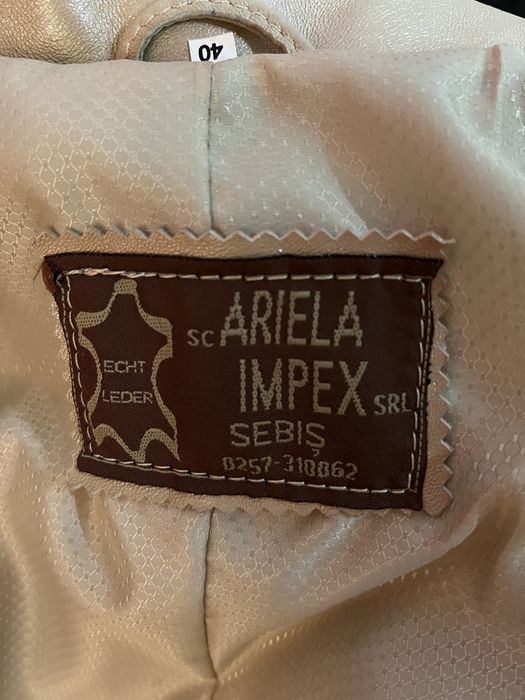 40
ECHT
LEDER
SC ARIELA
IMPEX SRL
SEBIŞ
0257-310862